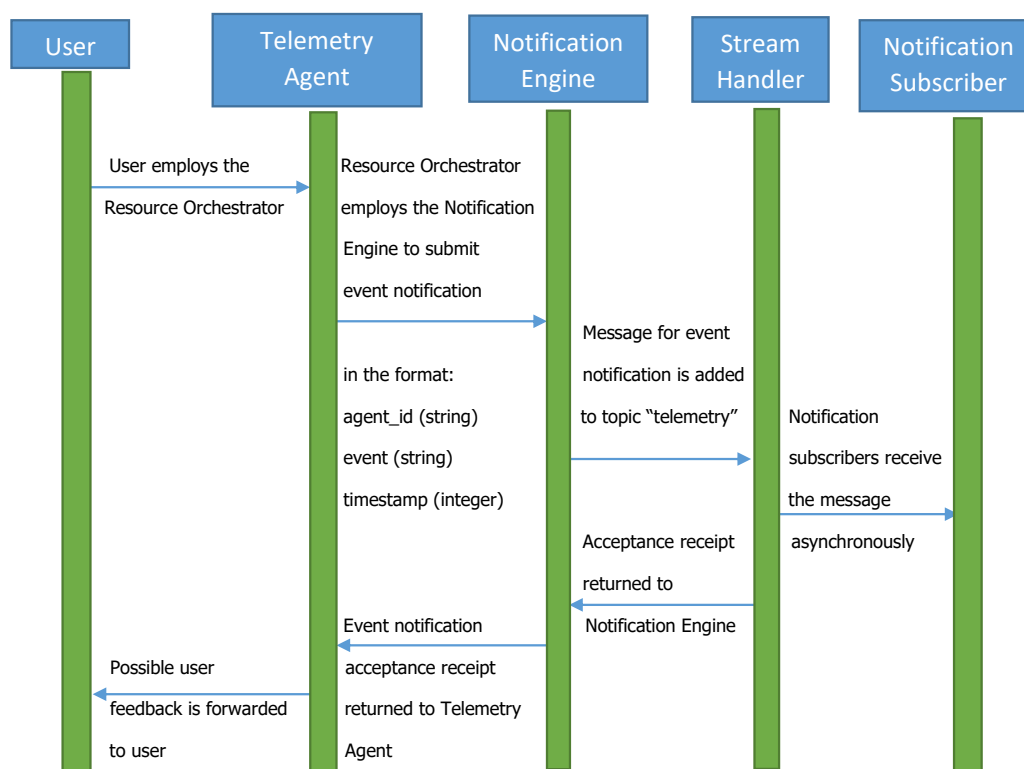 User
Telemetry
Agent
Notification
Engine
Stream
Handler
Notification
Subscriber
User employs the
Resource Orchestrator
Resource Orchestrator
employs the Notification
Engine to submit
event notification
in the format:
agent_id (string)
event (string)
timestamp (integer)
Message for event
notification is added
to topic “telemetry”
Notification
subscribers receive
the message
asynchronously
Acceptance receipt
returned to
Notification Engine
Event notification
acceptance receipt
returned to Telemetry
Agent
Possible user
feedback is forwarded
to user